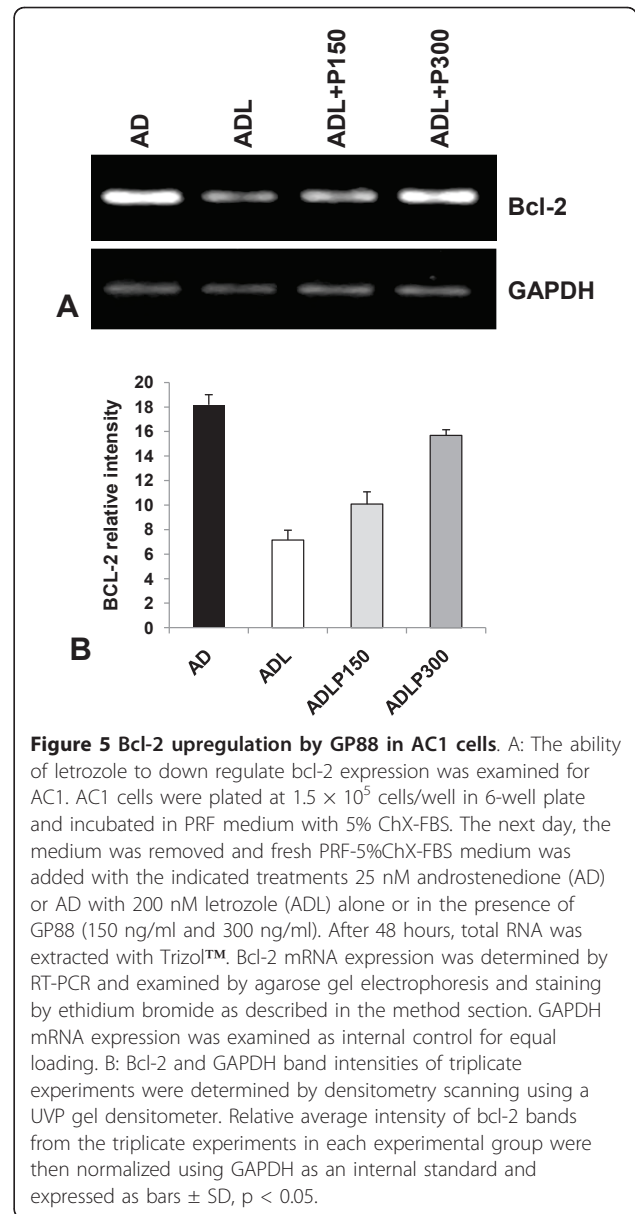 AD
ADL
ADL+P150
ADL+P300
Bcl-2
GAPDH
A
20
18
16
14
12
10
8
6
4
2
0
BCL-2 relative intensity
AD
ADL
ADLP150
ADLP300
B
Figure 5 Bcl-2 upregulation by GP88 in AC1 cells. A: The ability
of letrozole to down regulate bcl-2 expression was examined for
AC1. AC1 cells were plated at 1.5 × 10⁵ cells/well in 6-well plate
and incubated in PRF medium with 5% ChX-FBS. The next day, the
medium was removed and fresh PRF-5%ChX-FBS medium was
added with the indicated treatments 25 nM androstenedione (AD)
or AD with 200 nM letrozole (ADL) alone or in the presence of
GP88 (150 ng/ml and 300 ng/ml). After 48 hours, total RNA was
extracted with Trizol™. Bcl-2 mRNA expression was determined by
RT-PCR and examined by agarose gel electrophoresis and staining
by ethidium bromide as described in the method section. GAPDH
mRNA expression was examined as internal control for equal
loading. B: Bcl-2 and GAPDH band intensities of triplicate
experiments were determined by densitometry scanning using a
UVP gel densitometer. Relative average intensity of bcl-2 bands
from the triplicate experiments in each experimental group were
then normalized using GAPDH as an internal standard and
expressed as bars ± SD, p < 0.05.